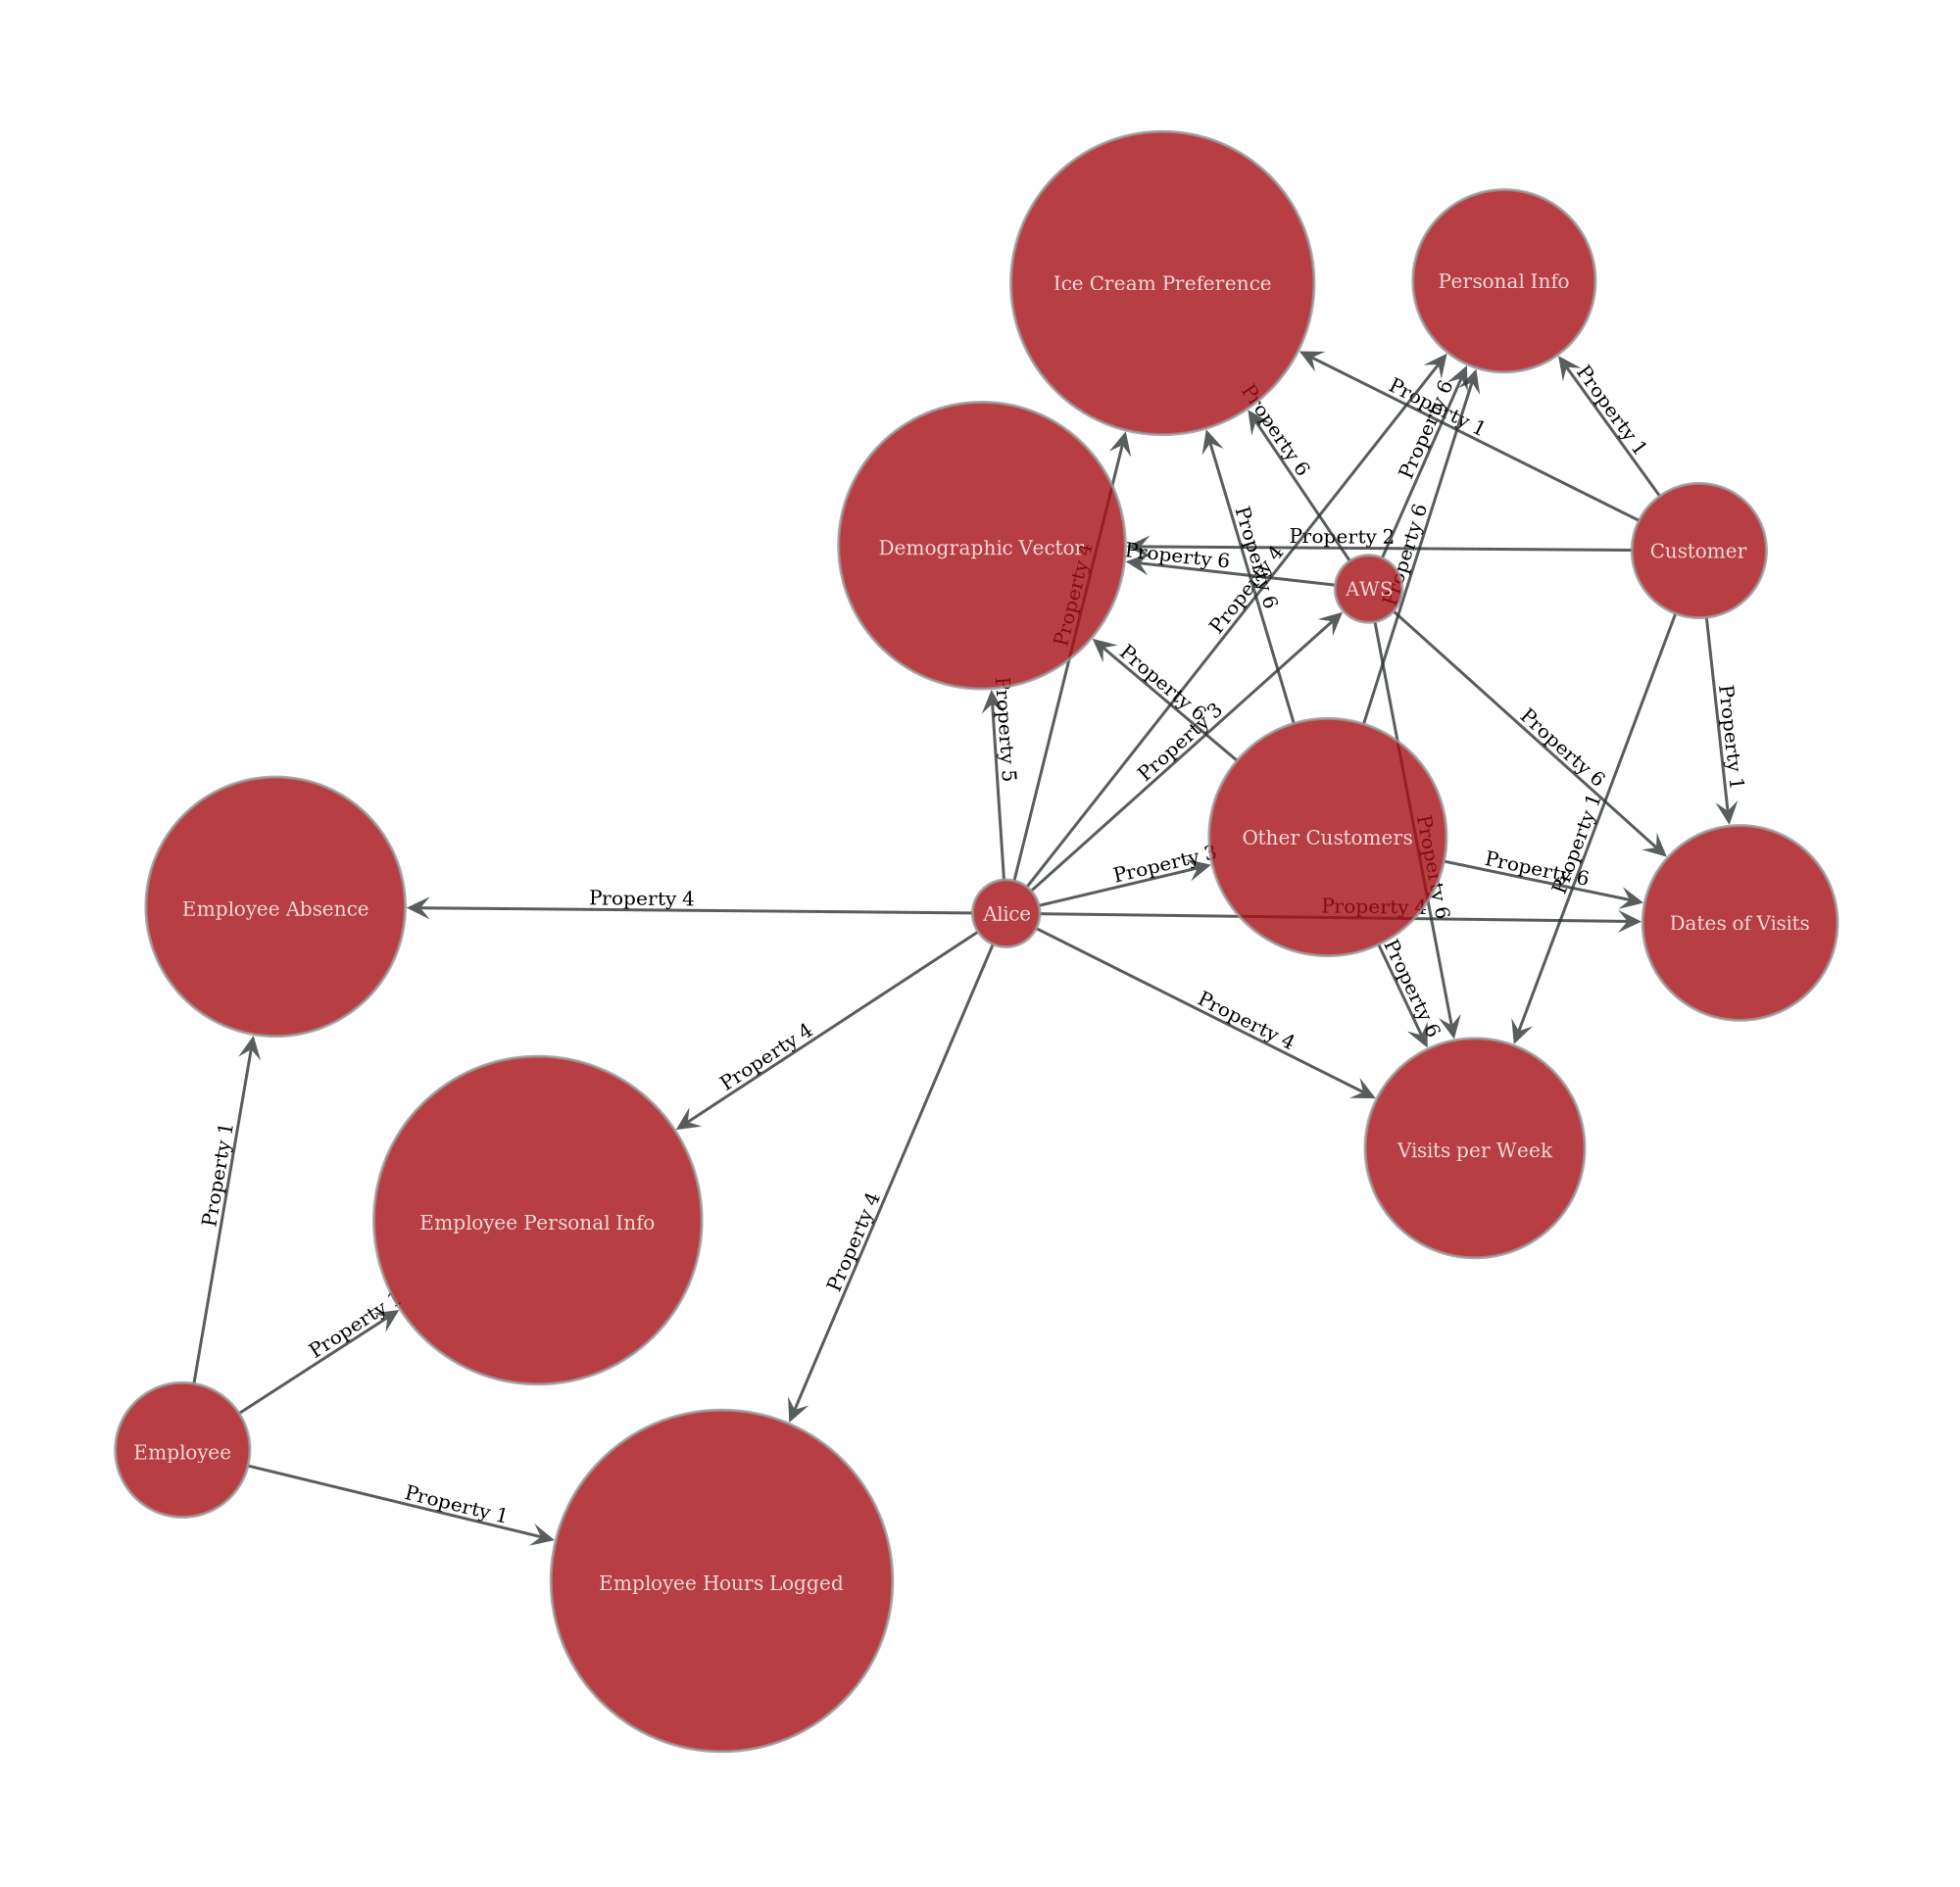 Ice Cream Preference
Personal Info
Property 1
Property 1
Property 6
Property 6
Property 2
Demographic Vector
Property 6
Customer
AWS
Property 6
Property 6
Property 4
Property 4
Property 6
Property 3
Property 5
Property 6
Property 1
Property 1
Other Customers
Property 3
Property 6
Property 6
Property 4
Employee Absence
Property 4
Alice
Dates of Visits
Property 6
Property 4
Property 4
Visits per Week
Property 1
Employee Personal Info
Property 4
Property
Employee
Property 1
Employee Hours Logged